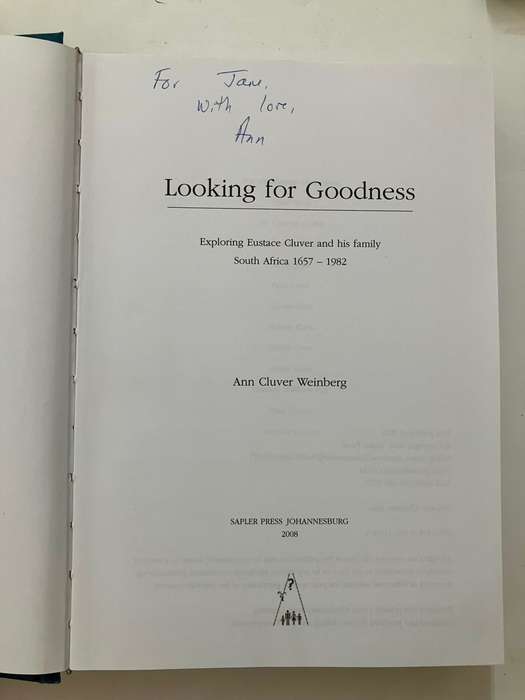 For Jane,
With love,
Ann
Looking for Goodness
Exploring Eustace Cluver and his family
South Africa 1657 – 1982
Ann Cluver Weinberg
SAPLER PRESS JOHANNESBURG
2008
?